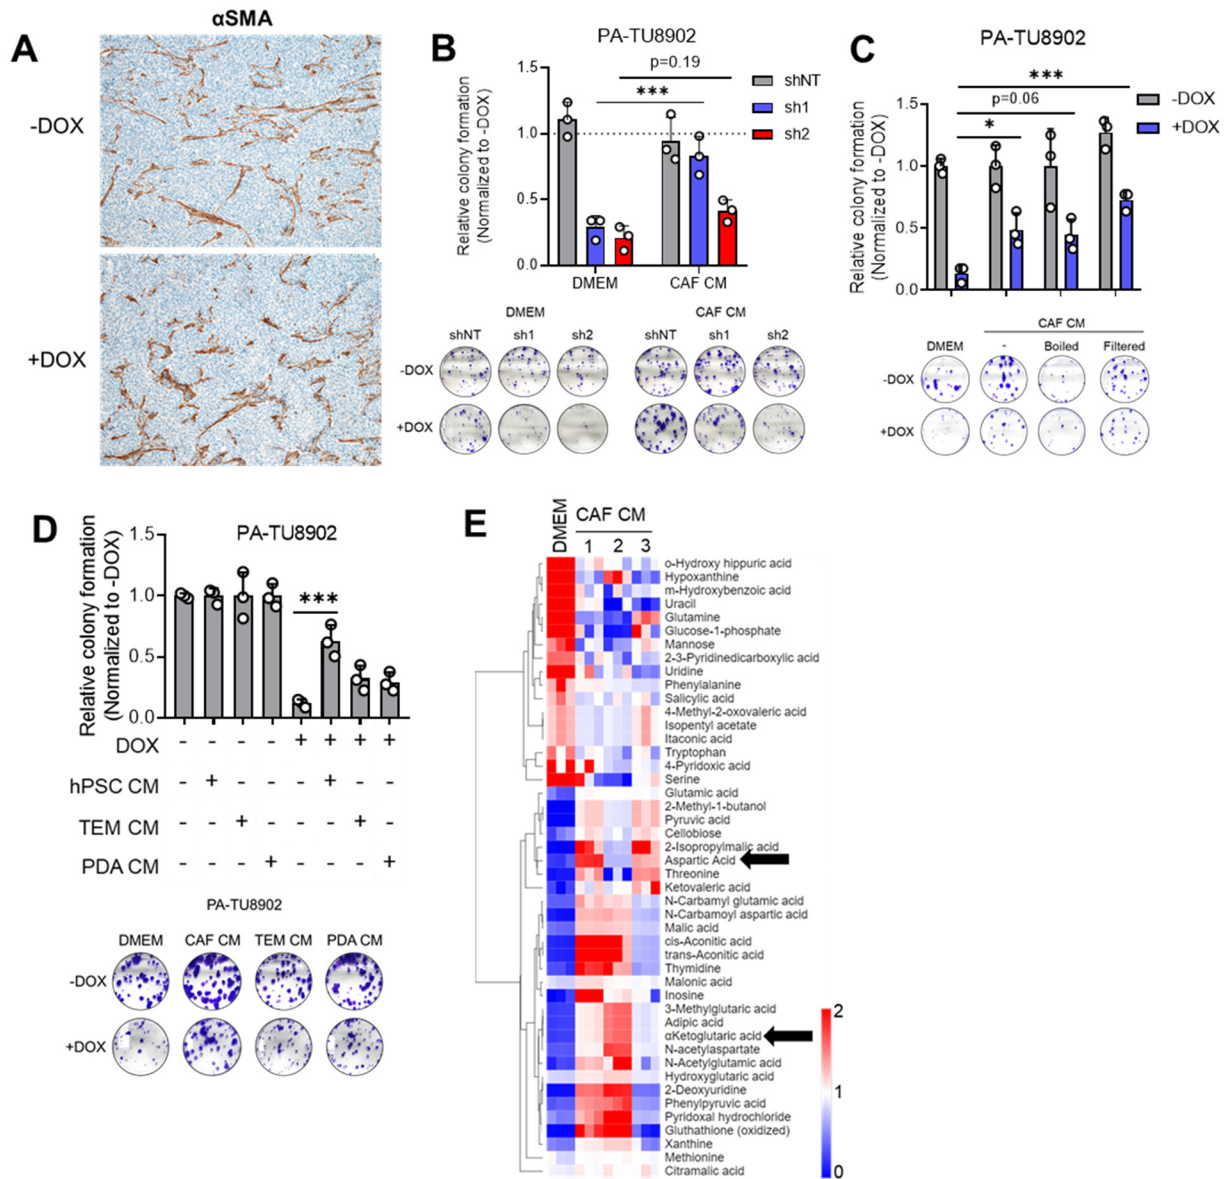 A
αSMA
-DOX
+DOX
B
PA-TU8902
Relative colony formation
(Normalized to -DOX)
1.5
1.0
0.5
0.0
p=0.19
***
shNT
sh1
sh2
DMEM
CAF CM
DMEM
CAF CM
shNT
sh1
sh2
shNT
sh1
sh2
-DOX
+DOX
C
PA-TU8902
Relative colony formation
(Normalized to -DOX)
1.5
1.0
0.5
0.0
***
p=0.06
*
-DOX
+DOX
CAF CM
DMEM
-
Boiled
Filtered
-DOX
+DOX
D
PA-TU8902
Relative colony formation
(Normalized to -DOX)
1.5
1.0
0.5
0.0
***
DOX - - - - + + + +
hPSC CM - + - - - + - -
TEM CM - - + - - - + -
PDA CM - - - + - - - +
PA-TU8902
DMEM CAF CM TEM CM PDA CM
-DOX
+DOX
E
DMEM
CAF CM
1 2 3
o-Hydroxy hippuric acid
Hypoxanthine
m-Hydroxybenzoic acid
Uracil
Glutamine
Glucose-1-phosphate
Mannose
2-3-Pyridinedicarboxylic acid
Uridine
Phenylalanine
Salicylic acid
4-Methyl-2-oxovaleric acid
Isopentyl acetate
Itaconic acid
Tryptophan
4-Pyridoxic acid
Serine
Glutamic acid
2-Methyl-1-butanol
Pyruvic acid
Cellobiose
2-Isopropylmalic acid
Aspartic Acid
Threonine
Ketovaleric acid
N-Carbamyl glutamic acid
N-Carbamoyl aspartic acid
Malic acid
cis-Aconitic acid
trans-Aconitic acid
Thymidine
Malonic acid
Inosine
3-Methylglutaric acid
Adipic acid
αKetoglutaric acid
N-acetylaspartate
N-Acetylglutamic acid
Hydroxyglutaric acid
2-Deoxyuridine
Phenylpyruvic acid
Pyridoxal hydrochloride
Gluthathione (oxidized)
Xanthine
Methionine
Citramalic acid
2
1
0